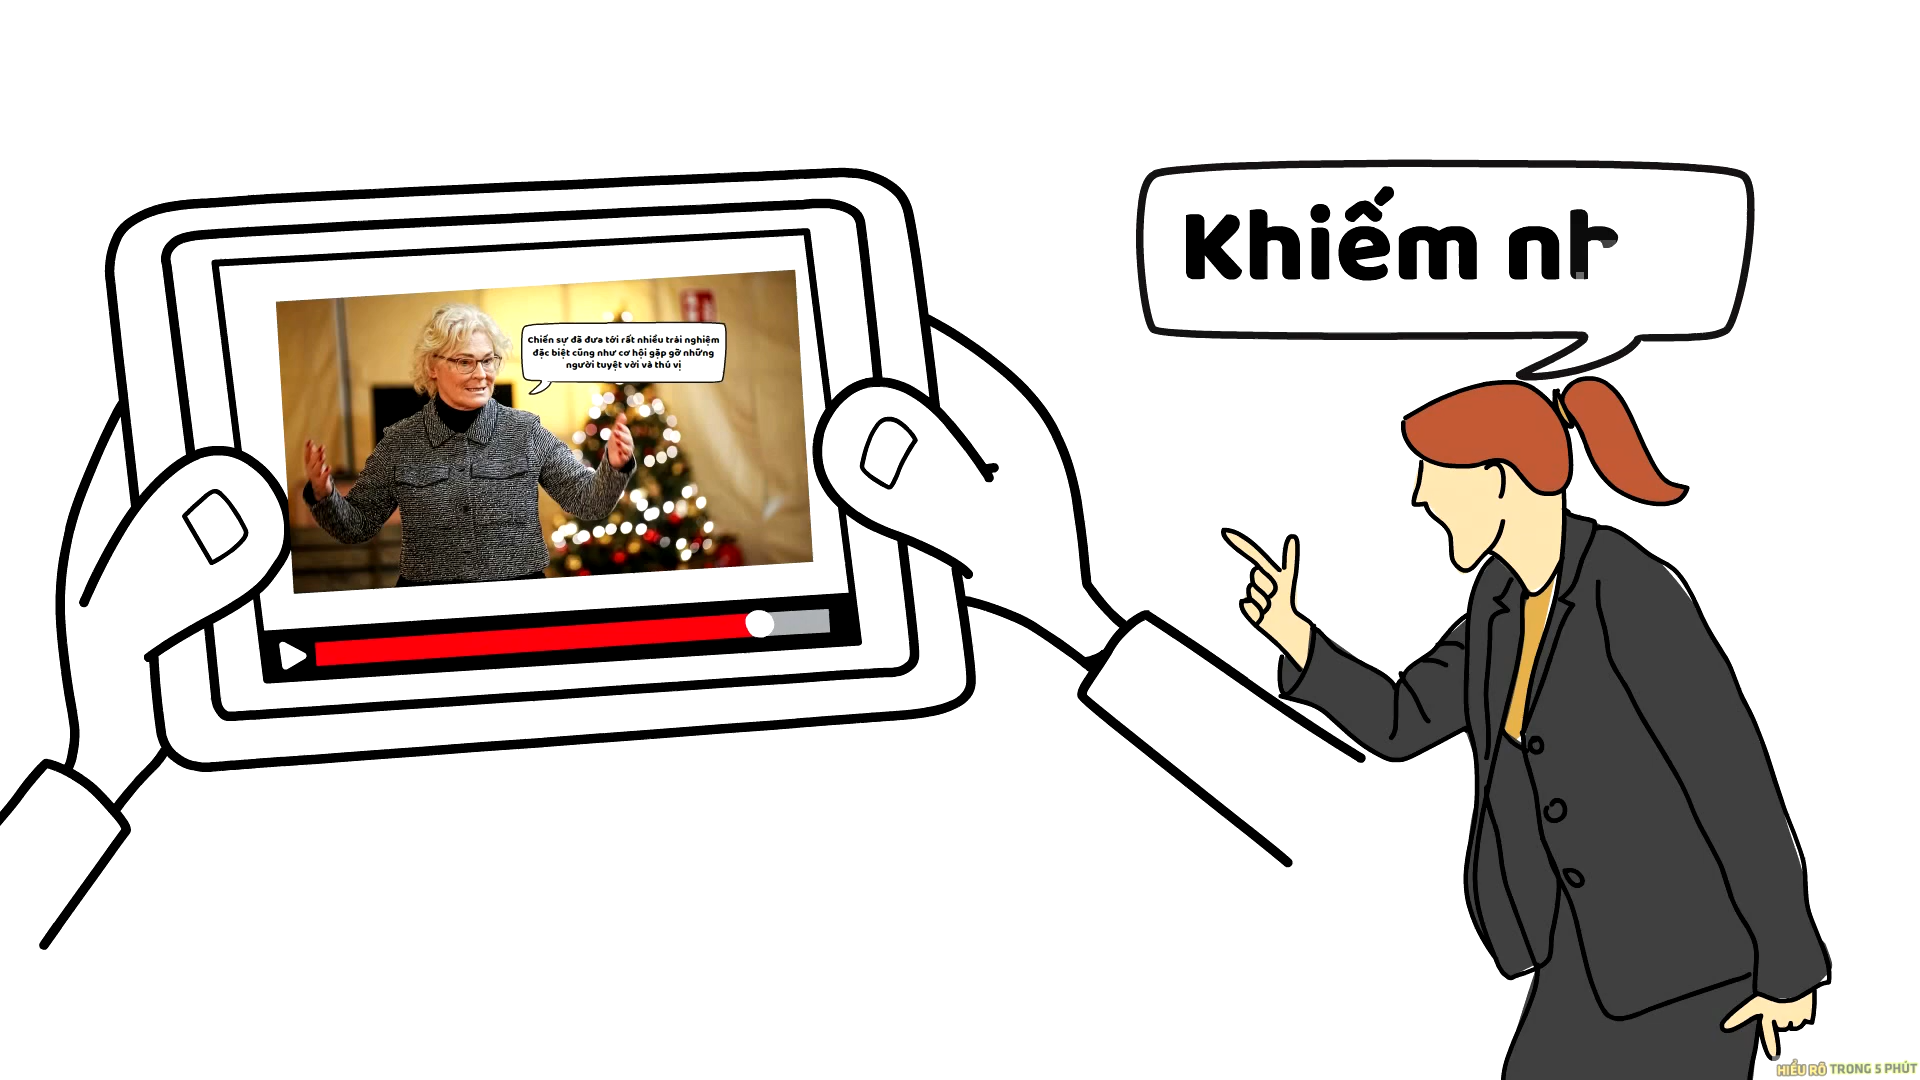 Chiến sự đã đưa tới rất nhiều trải nghiệm
đặc biệt cũng như cơ hội gặp gỡ những
người tuyệt vời và thú vị
Khiếm nh
HIỂU RÕ TRONG 5 PHÚT